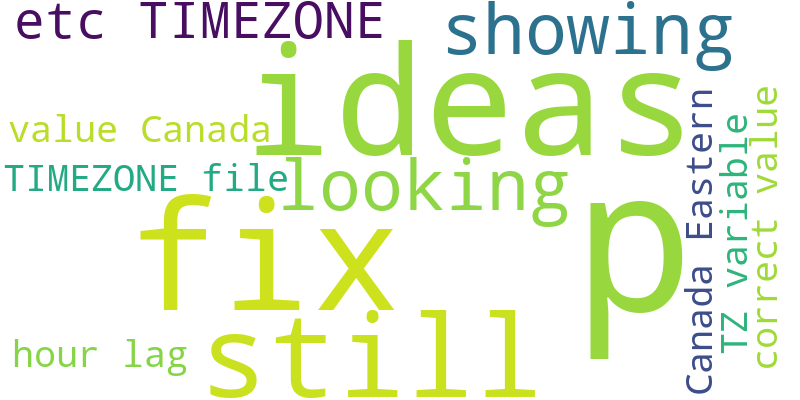 etc TIMEZONE
showing
ideas
value Canada
TIMEZONE file
looking
p
fix
still
hour lag
Canada Eastern
TZ variable
correct value